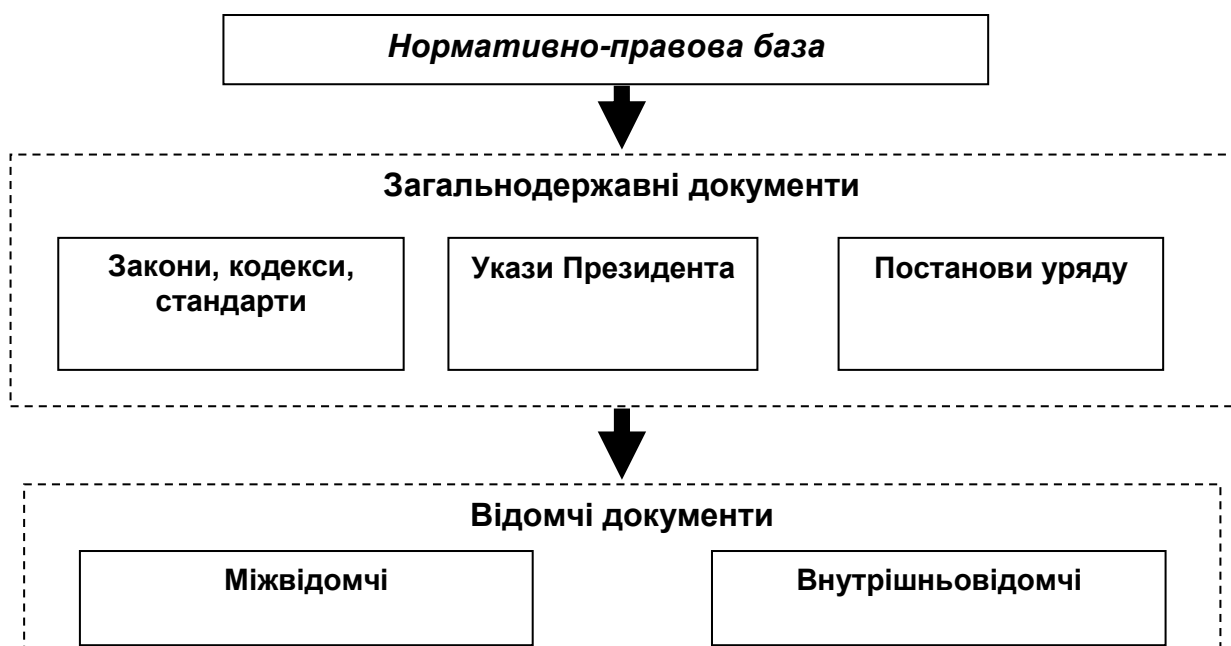 Нормативно-правова база
Загальнодержавні документи
Закони, кодекси,
стандарти
Укази Президента
Постанови уряду
Відомчі документи
Міжвідомчі
Внутрішньовідомчі